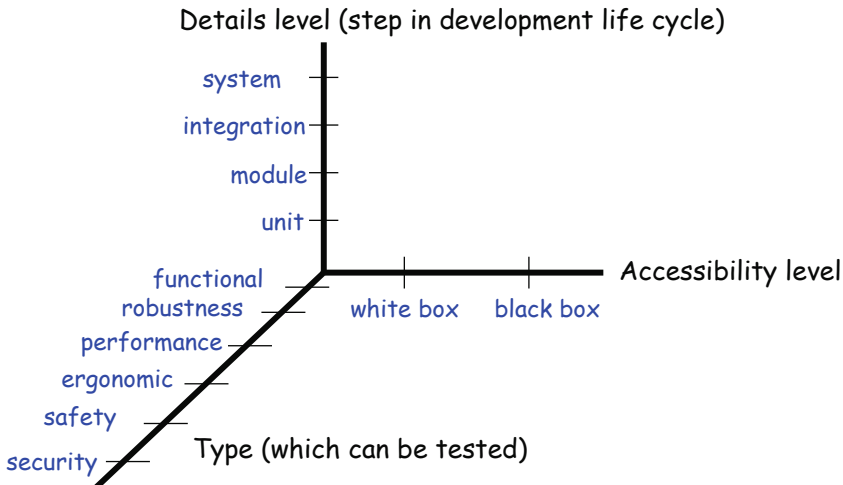 Details level (step in development life cycle)
system
integration
module
unit
functional
Accessibility level
robustness
white box
black box
performance
ergonomic
safety
Type (which can be tested)
security